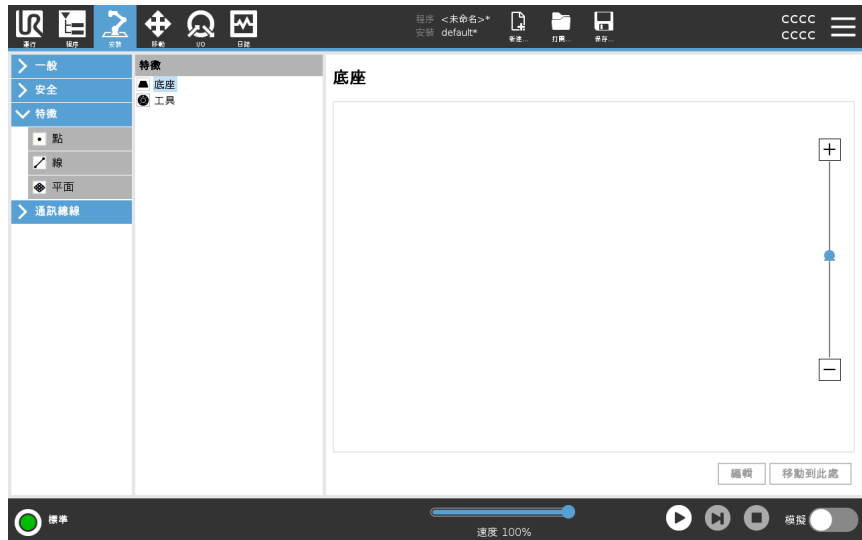 UR
運行
程序
安裝
移動
I/O
日誌
程序 <未命名>*
安裝 default*
新建...
打開...
保存...
cccc
cccc
一般
安全
特徵
點
線
平面
通訊總線
特徵
底座
工具
底座
編輯
移動到此處
標準
速度 100%
模擬